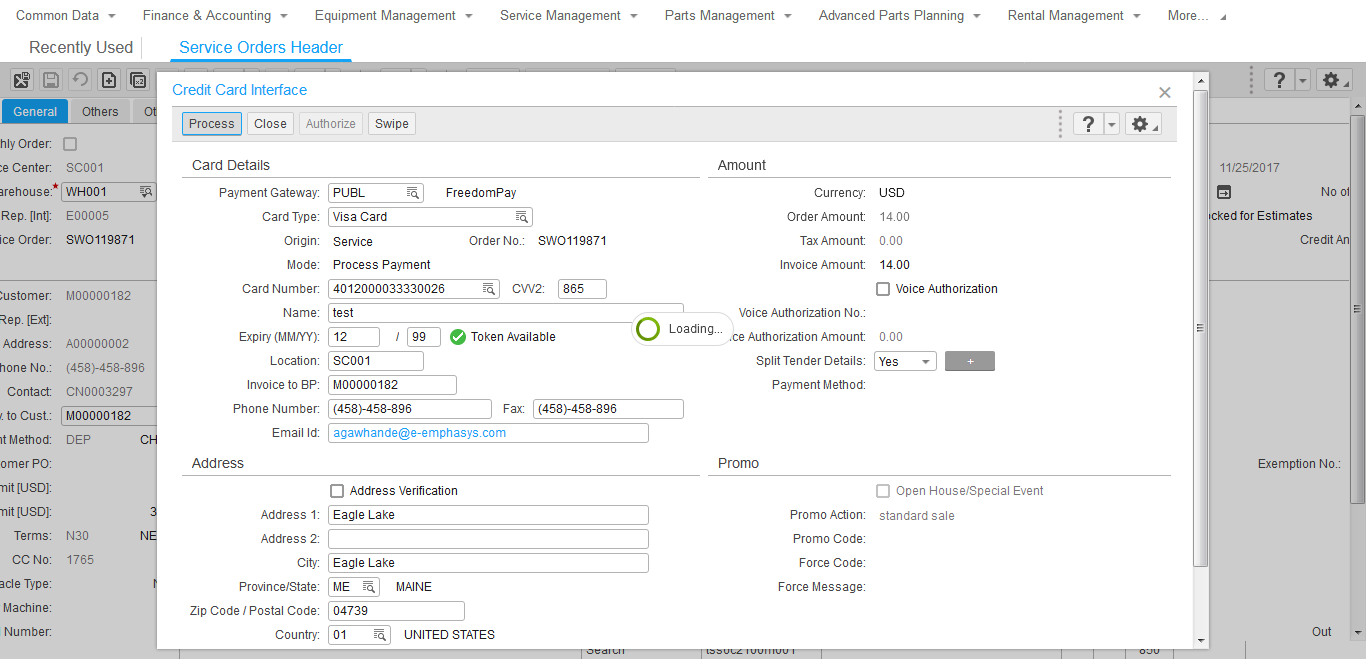 Common Data Finance & Accounting Equipment Management Service Management Parts Management Advanced Parts Planning Rental Management More...
Recently Used Service Orders Header
Credit Card Interface
General Others Ot
Process Close Authorize Swipe
hly Order:
ce Center: SC001
arehouse:* WH001
Rep. [Int]: E00005
ice Order: SWO119871
Customer: M00000182
Rep. [Ext]:
Address: A00000002
hone No.: (458)-458-896
Contact: CN0003297
. to Cust.: M00000182
nt Method: DEP CH
omer PO:
mit [USD]:
mit [USD]: 3
Terms: N30 NE
CC No: 1765
acle Type:
Machine:
l Number:
Card Details
Payment Gateway: PUBL FreedomPay
Card Type: Visa Card
Origin: Service Order No.: SWO119871
Mode: Process Payment
Card Number: 4012000033330026 CVV2: 865
Name: test
Expiry (MM/YY): 12 / 99 Token Available
Location: SC001
Invoice to BP: M00000182
Phone Number: (458)-458-896 Fax: (458)-458-896
Email Id: agawhande@e-emphasys.com
Loading...
Amount
Currency: USD
Order Amount: 14.00
Tax Amount: 0.00
Invoice Amount: 14.00
Voice Authorization
Voice Authorization No.:
ce Authorization Amount: 0.00
Split Tender Details: Yes +
Payment Method:
Address
Address Verification
Address 1: Eagle Lake
Address 2:
City: Eagle Lake
Province/State: ME MAINE
Zip Code / Postal Code: 04739
Country: 01 UNITED STATES
Promo
Open House/Special Event
Promo Action: standard sale
Promo Code:
Force Code:
Force Message:
11/25/2017
No of
cked for Estimates
Credit An
Exemption No.:
Out
Search tss0c2100m001 850